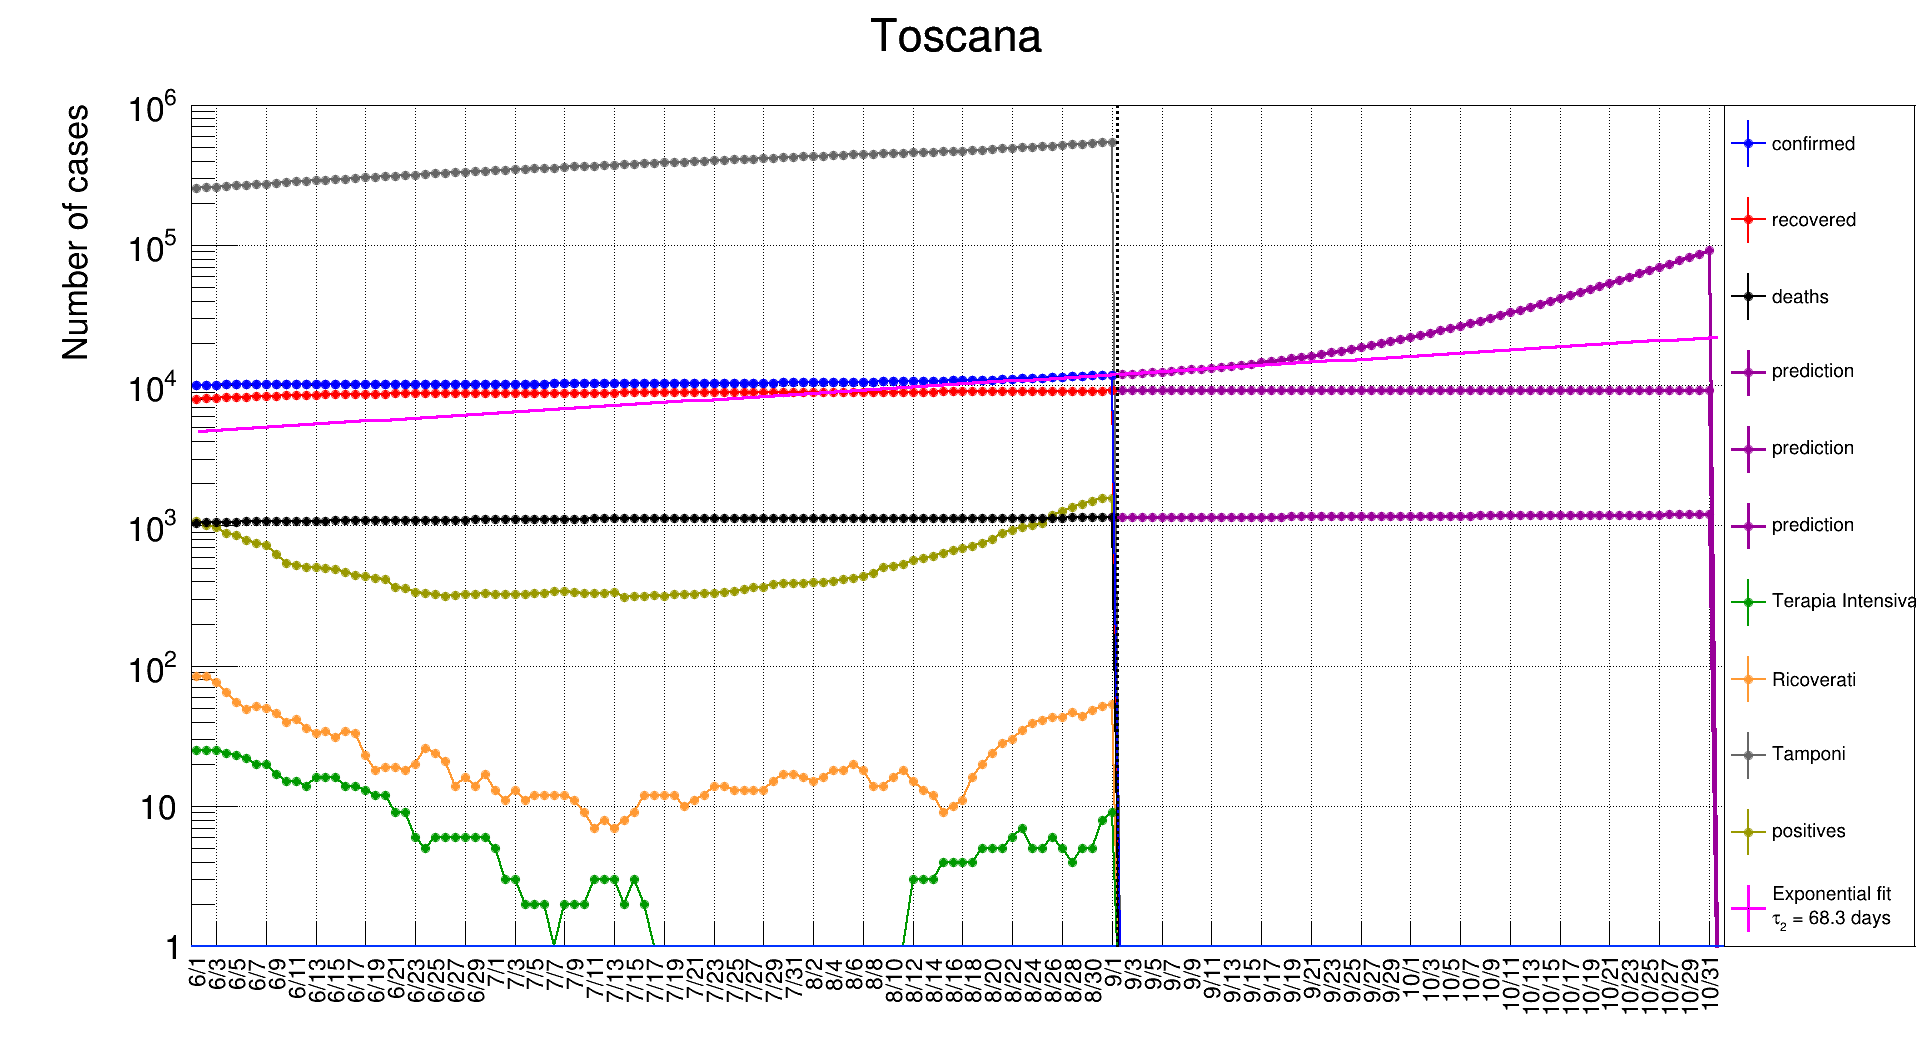 Toscana
Number of cases
10^6
10^5
10^4
10^3
10^2
10
1
6/1 6/3 6/5 6/7 6/9 6/11 6/13 6/15 6/17 6/19 6/21 6/23 6/25 6/27 6/29 7/1 7/3 7/5 7/7 7/9 7/11 7/13 7/15 7/17 7/19 7/21 7/23 7/25 7/27 7/29 7/31 8/2 8/4 8/6 8/8 8/10 8/12 8/14 8/16 8/18 8/20 8/22 8/24 8/26 8/28 8/30 9/1 9/3 9/5 9/7 9/9 9/11 9/13 9/15 9/17 9/19 9/21 9/23 9/25 9/27 9/29 10/1 10/3 10/5 10/7 10/9 10/11 10/13 10/15 10/17 10/19 10/21 10/23 10/25 10/27 10/29 10/31
confirmed
recovered
deaths
prediction
prediction
prediction
Terapia Intensiva
Ricoverati
Tamponi
positives
Exponential fit
τ₂ = 68.3 days